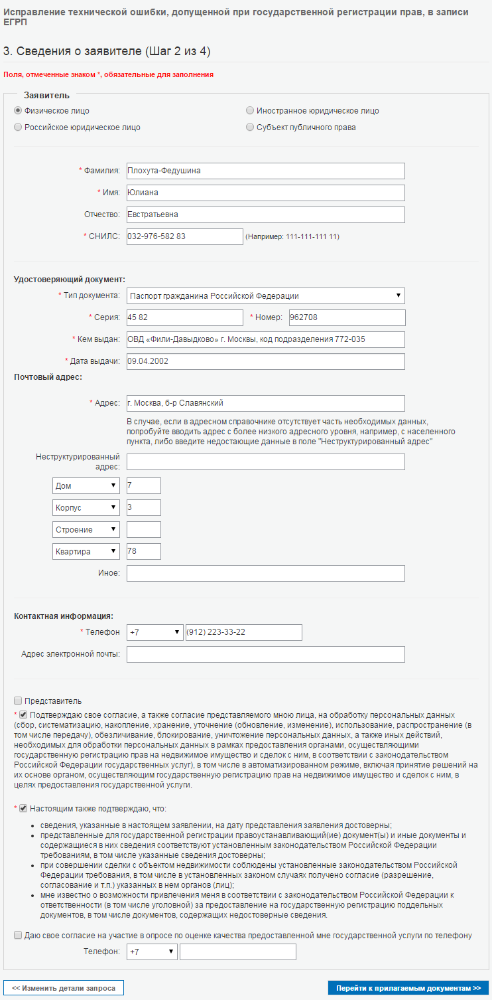 Исправление технической ошибки, допущенной при государственной регистрации прав, в записи
ЕГРП
3. Сведения о заявителе (Шаг 2 из 4)
Поля, отмеченные знаком *, обязательные для заполнения
Заявитель
Физическое лицо
Иностранное юридическое лицо
Российское юридическое лицо
Субъект публичного права
* Фамилия: Плохута-Федушина
* Имя: Юлиана
Отчество: Евстратьевна
* СНИЛС: 032-976-582 83 (Например: 111-111-111 11)
Удостоверяющий документ:
* Тип документа: Паспорт гражданина Российской Федерации
* Серия: 45 82 * Номер: 962708
* Кем выдан: ОВД «Фили-Давыдково» г. Москвы, код подразделения 772-035
* Дата выдачи: 09.04.2002
Почтовый адрес:
* Адрес: г. Москва, б-р Славянский
В случае, если в адресном справочнике отсутствует часть необходимых данных,
попробуйте вводить адрес с более низкого адресного уровня, например, с населенного
пункта, либо введите недостающие данные в поле "Неструктурированный адрес"
Неструктурированный
адрес:
Дом 7
Корпус 3
Строение
Квартира 78
Иное:
Контактная информация:
* Телефон +7 (912) 223-33-22
Адрес электронной почты:
Представитель
* Подтверждаю свое согласие, а также согласие представляемого мною лица, на обработку персональных данных
(сбор, систематизацию, накопление, хранение, уточнение (обновление, изменение), использование, распространение (в
том числе передачу), обезличивание, блокирование, уничтожение персональных данных, а также иных действий,
необходимых для обработки персональных данных в рамках предоставления органами, осуществляющими
государственную регистрацию прав на недвижимое имущество и сделок с ним, в соответствии с законодательством
Российской Федерации государственных услуг), в том числе в автоматизированном режиме, включая принятие решений на
их основе органом, осуществляющим государственную регистрацию прав на недвижимое имущество и сделок с ним, в
целях предоставления государственной услуги.
* Настоящим также подтверждаю, что:
• сведения, указанные в настоящем заявлении, на дату представления заявления достоверны;
• представленные для государственной регистрации правоустанавливающий(ие) документ(ы) и иные документы и
содержащиеся в них сведения соответствуют установленным законодательством Российской Федерации
требованиям, в том числе указанные сведения достоверны;
• при совершении сделки с объектом недвижимости соблюдены установленные законодательством Российской
Федерации требования, в том числе в установленных законом случаях получено согласие (разрешение,
согласование и т.п.) указанных в нем органов (лиц);
• мне известно о возможности привлечения меня в соответствии с законодательством Российской Федерации к
ответственности (в том числе уголовной) за предоставление на государственную регистрацию поддельных
документов, в том числе документов, содержащих недостоверные сведения.
Даю свое согласие на участие в опросе по оценке качества предоставленной мне государственной услуги по телефону
Телефон: +7
<< Изменить детали запроса
Перейти к прилагаемым документам >>